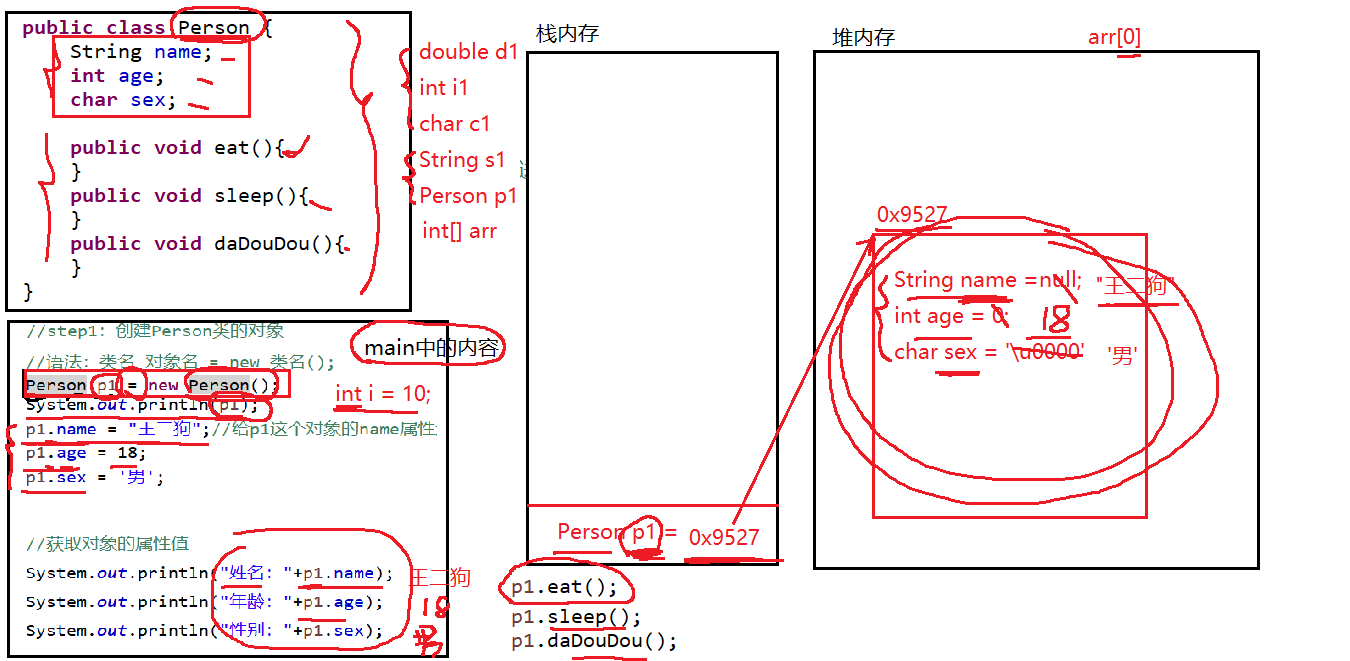 public class Person {
String name;
int age;
char sex;
public void eat(){
}
public void sleep(){
}
public void daDouDou(){
}
}
double d1
int i1
char c1
String s1
Person p1
int[] arr
//step1: 创建Person类的对象
main中的内容
//语法: 类名 对象名 = new 类名();
Person p1 = new Person();
int i = 10;
System.out.println(p1);
p1.name = "王二狗";//给p1这个对象的name属性
p1.age = 18;
p1.sex = '男';
//获取对象的属性值
System.out.println("姓名: "+p1.name);
王二狗
System.out.println("年龄: "+p1.age);
18
System.out.println("性别: "+p1.sex);
栈内存
Person p1 = 0x9527
p1.eat();
p1.sleep();
p1.daDouDou();
堆内存
arr[0]
0x9527
String name =null; "王二狗"
int age = 0; 18
char sex = '\u0000' '男'